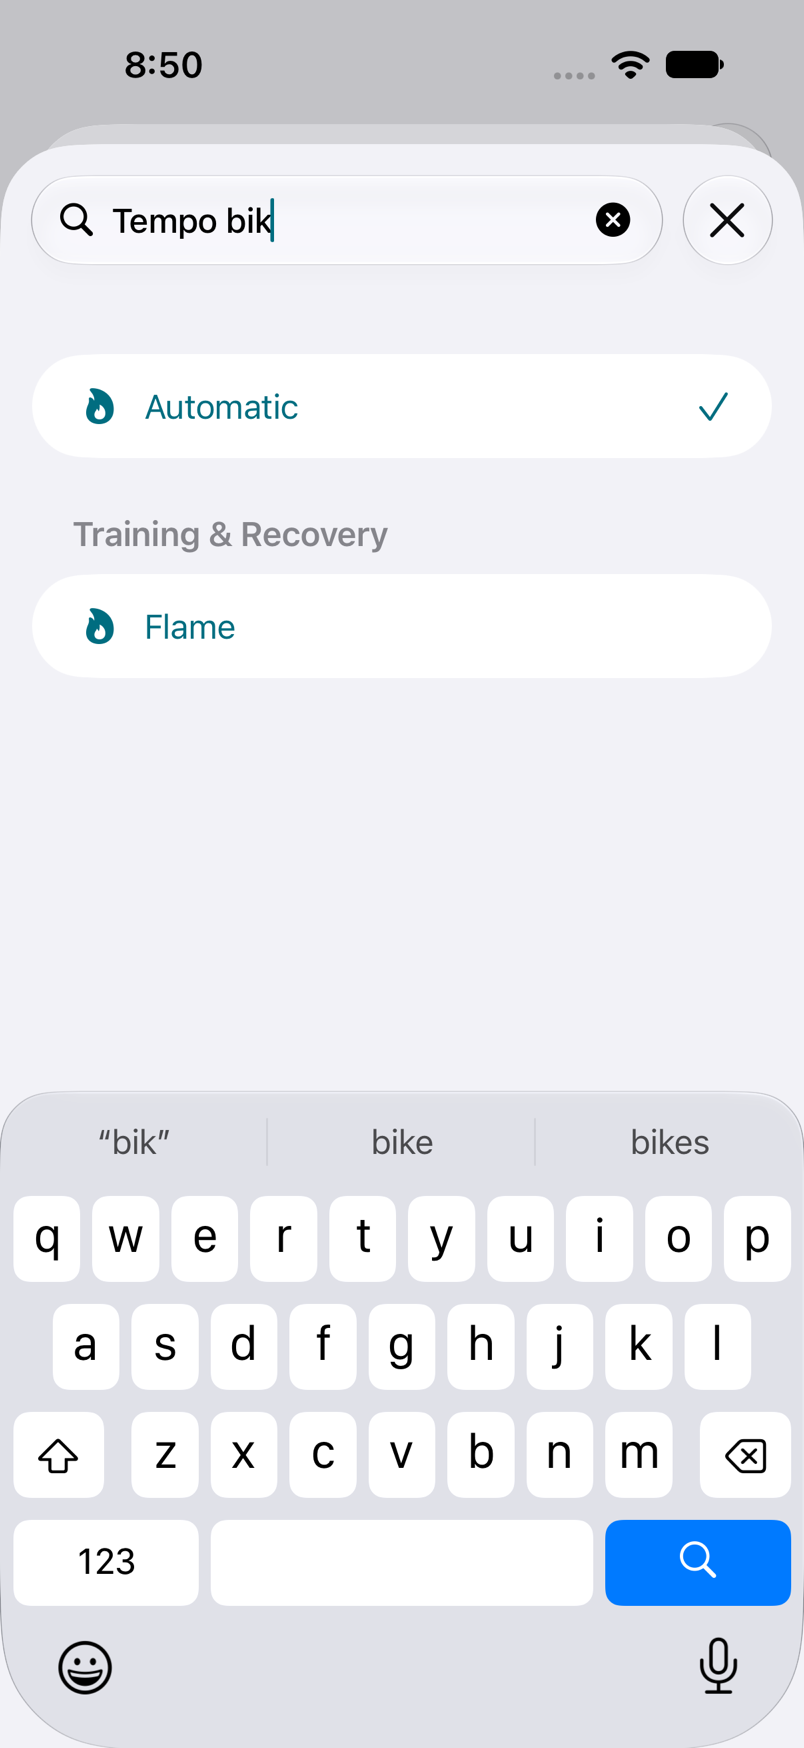 8:50
Tempo bik
Automatic
Training & Recovery
Flame
“bik” bike bikes
q w e r t y u i o p
a s d f g h j k l
z x c v b n m
123